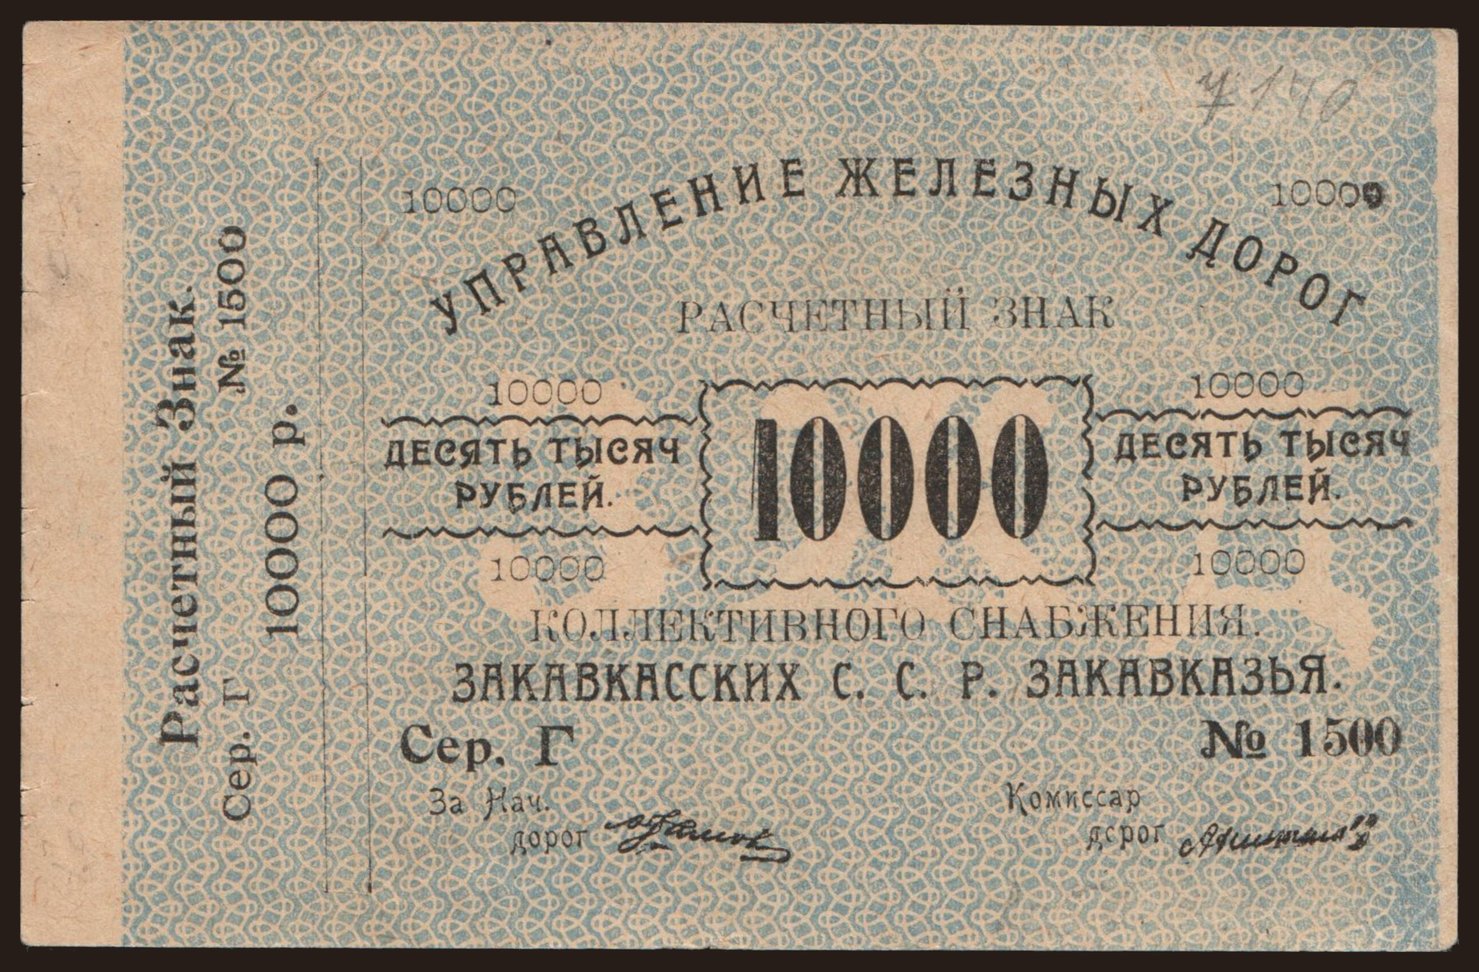 Расчетный Знак.
Сер. Г № 1500
10000 р.
140
УПРАВЛЕНИЕ ЖЕЛЕЗНЫХ ДОРОГ
10000 10000
РАСЧЕТНЫЙ ЗНАК
10000 10000
ДЕСЯТЬ ТЫСЯЧ 10000 ДЕСЯТЬ ТЫСЯЧ
РУБЛЕЙ. РУБЛЕЙ.
10000 10000
КОЛЛЕКТИВНОГО СНАБЖЕНИЯ.
ЗАКАВКАССКИХ С. С. Р. ЗАКАВКАЗЬЯ.
Сер. Г № 1500
За Нач. Комиссар
дорог дорог